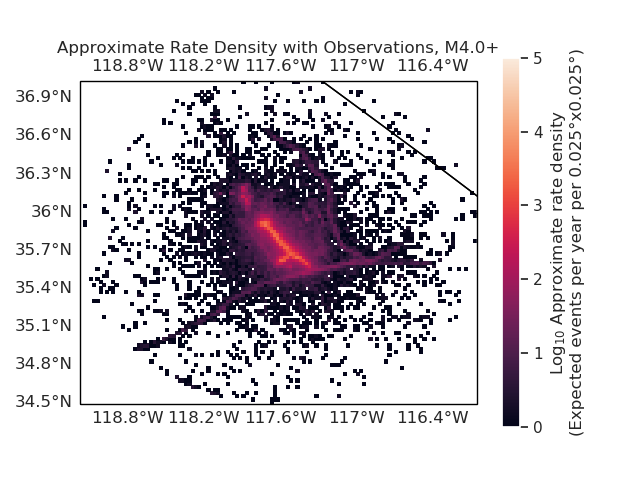 Approximate Rate Density with Observations, M4.0+
118.8°W 118.2°W 117.6°W 117°W 116.4°W
36.9°N
36.6°N
36.3°N
36°N
35.7°N
35.4°N
35.1°N
34.8°N
34.5°N
118.8°W 118.2°W 117.6°W 117°W 116.4°W
5
4
3
2
1
0
Log10 Approximate rate density
(Expected events per year per 0.025°x0.025°)